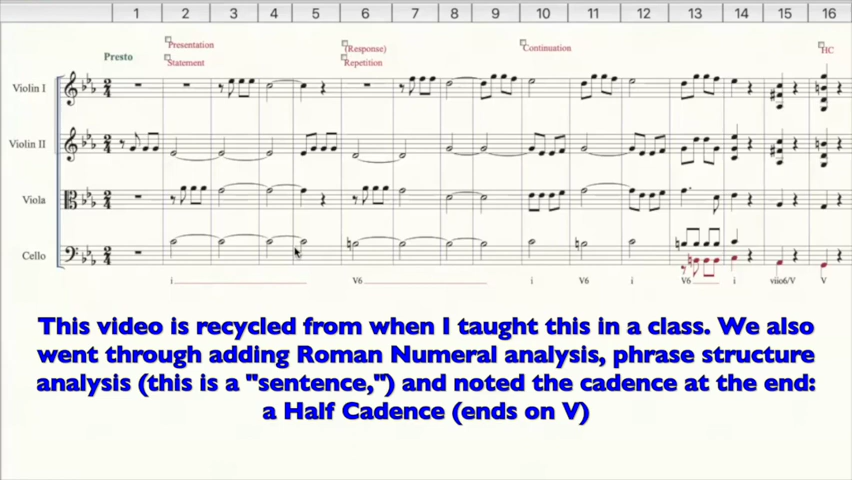 1 2 3 4 5 6 7 8 9 10 11 12 13 14 15 16
Presto
Presentation
Statement
(Response)
Repetition
Continuation
HC
Violin I
Violin II
Viola
Cello
i V6 i V6 i V6 i viio6/V V
This video is recycled from when I taught this in a class. We also
went through adding Roman Numeral analysis, phrase structure
analysis (this is a "sentence,") and noted the cadence at the end:
a Half Cadence (ends on V)